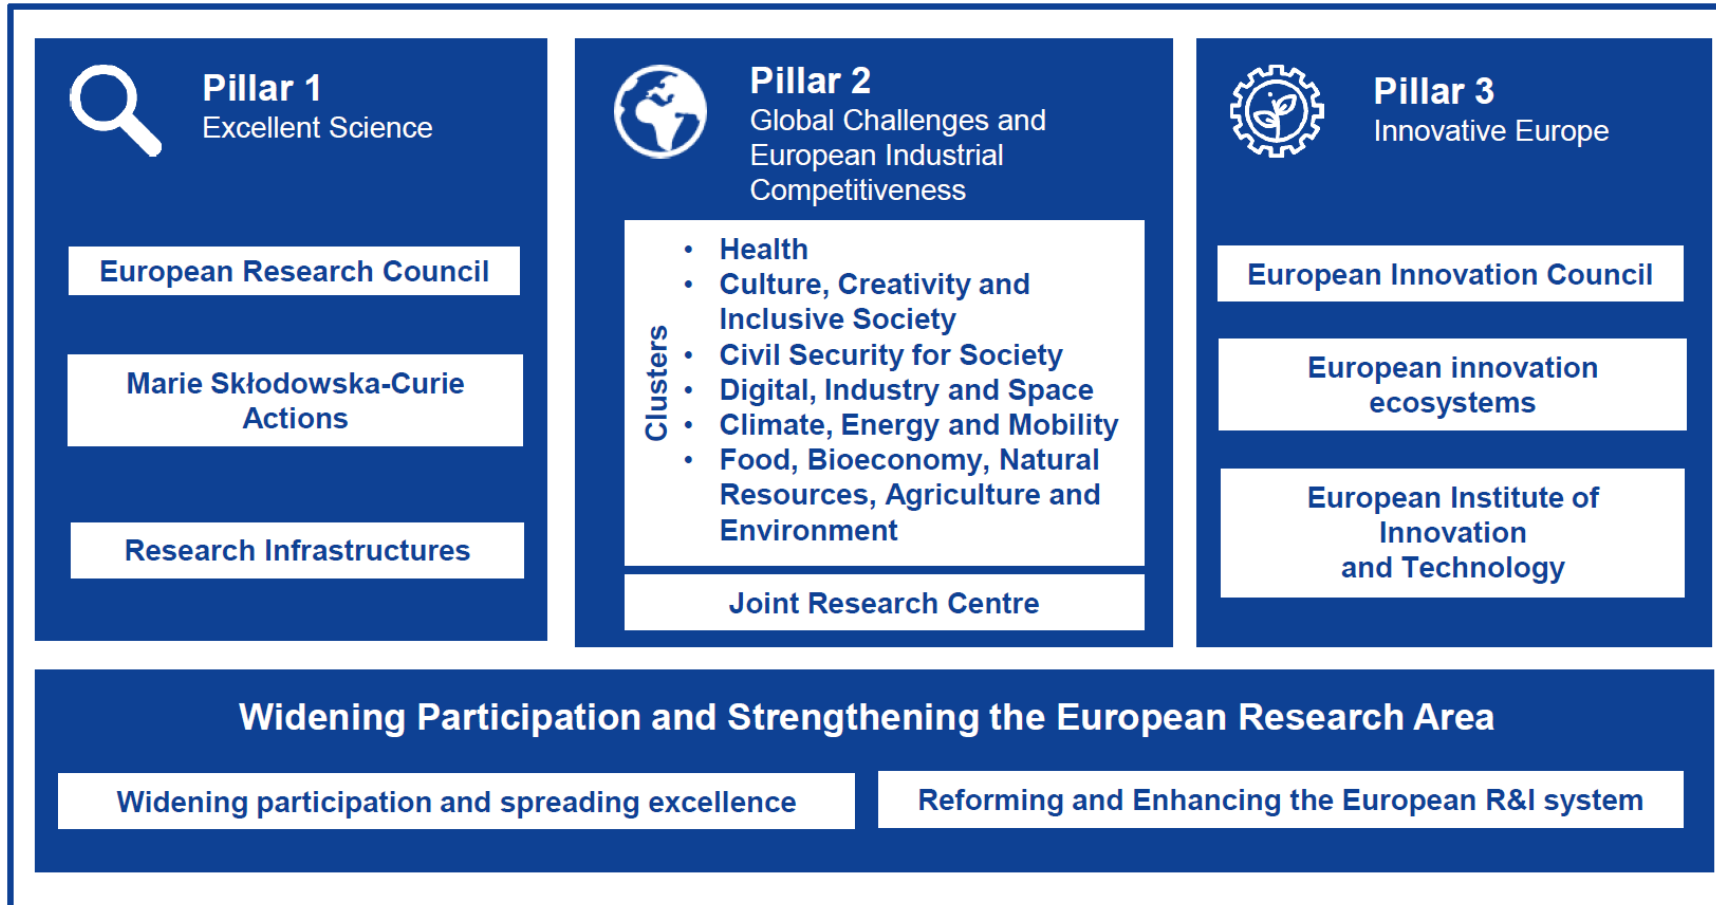 Pillar 1
Excellent Science
European Research Council
Marie Skłodowska-Curie
Actions
Research Infrastructures
Pillar 2
Global Challenges and
European Industrial
Competitiveness
Clusters
• Health
• Culture, Creativity and
Inclusive Society
• Civil Security for Society
• Digital, Industry and Space
• Climate, Energy and Mobility
• Food, Bioeconomy, Natural
Resources, Agriculture and
Environment
Joint Research Centre
Pillar 3
Innovative Europe
European Innovation Council
European innovation
ecosystems
European Institute of
Innovation
and Technology
Widening Participation and Strengthening the European Research Area
Widening participation and spreading excellence
Reforming and Enhancing the European R&I system